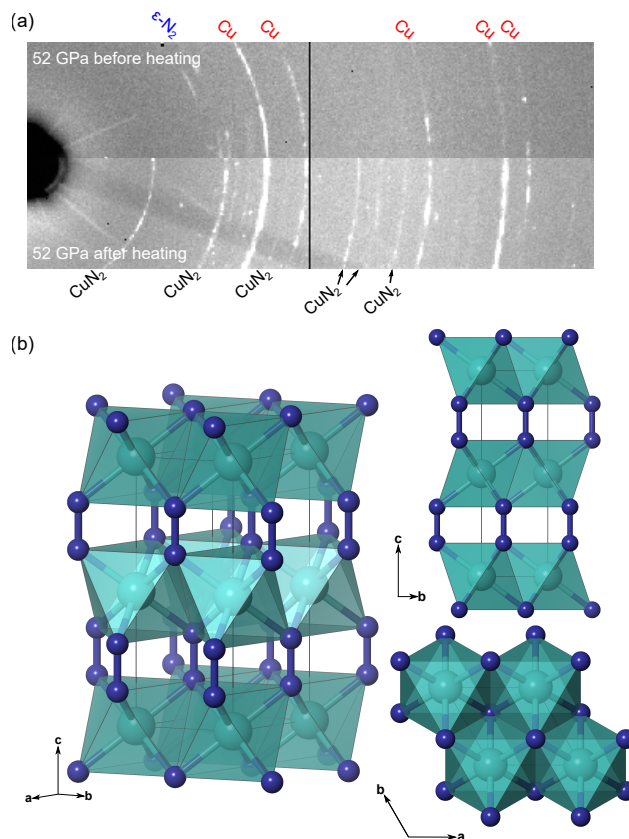 (a)
ε-N2 Cu Cu Cu Cu Cu
52 GPa before heating
52 GPa after heating
CuN2 CuN2 CuN2 CuN2 CuN2
(b)
c
b
c
a b
b
a